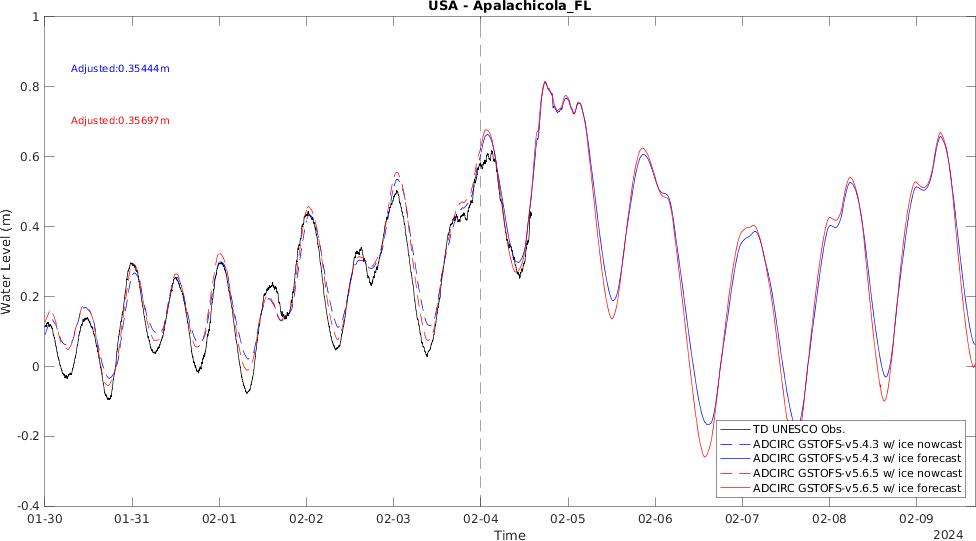 USA - Apalachicola_FL
Adjusted:0.35444m
Adjusted:0.35697m
Water Level (m)
1
0.8
0.6
0.4
0.2
0
-0.2
-0.4
TD UNESCO Obs.
ADCIRC GSTOFS-v5.4.3 w/ ice nowcast
ADCIRC GSTOFS-v5.4.3 w/ ice forecast
ADCIRC GSTOFS-v5.6.5 w/ ice nowcast
ADCIRC GSTOFS-v5.6.5 w/ ice forecast
01-30 01-31 02-01 02-02 02-03 02-04 02-05 02-06 02-07 02-08 02-09
Time
2024